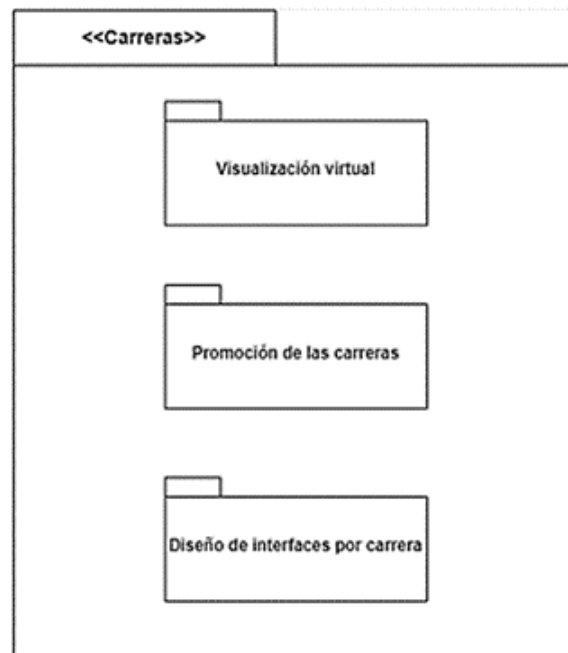 <<Carreras>>
Visualización virtual
Promoción de las carreras
Diseño de interfaces por carrera